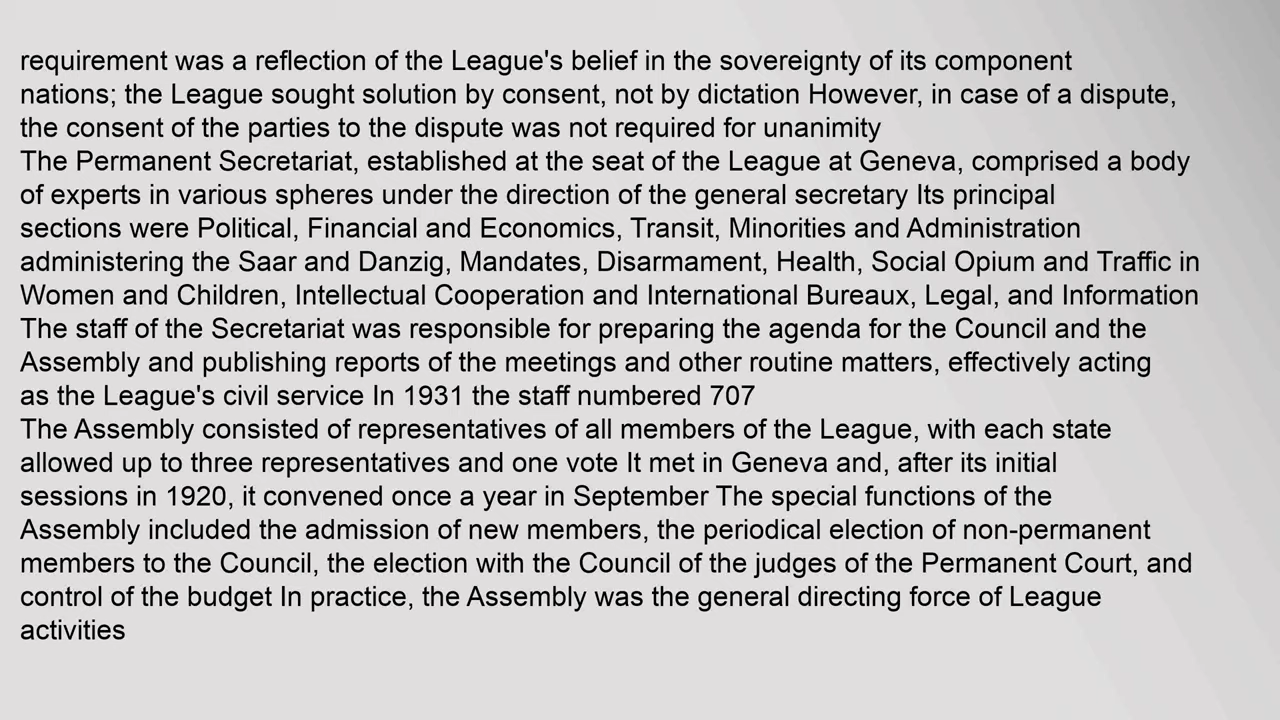 requirement was a reflection of the League's belief in the sovereignty of its component
nations; the League sought solution by consent, not by dictation However, in case of a dispute,
the consent of the parties to the dispute was not required for unanimity
The Permanent Secretariat, established at the seat of the League at Geneva, comprised a body
of experts in various spheres under the direction of the general secretary Its principal
sections were Political, Financial and Economics, Transit, Minorities and Administration
administering the Saar and Danzig, Mandates, Disarmament, Health, Social Opium and Traffic in
Women and Children, Intellectual Cooperation and International Bureaux, Legal, and Information
The staff of the Secretariat was responsible for preparing the agenda for the Council and the
Assembly and publishing reports of the meetings and other routine matters, effectively acting
as the League's civil service In 1931 the staff numbered 707
The Assembly consisted of representatives of all members of the League, with each state
allowed up to three representatives and one vote It met in Geneva and, after its initial
sessions in 1920, it convened once a year in September The special functions of the
Assembly included the admission of new members, the periodical election of non-permanent
members to the Council, the election with the Council of the judges of the Permanent Court, and
control of the budget In practice, the Assembly was the general directing force of League
activities